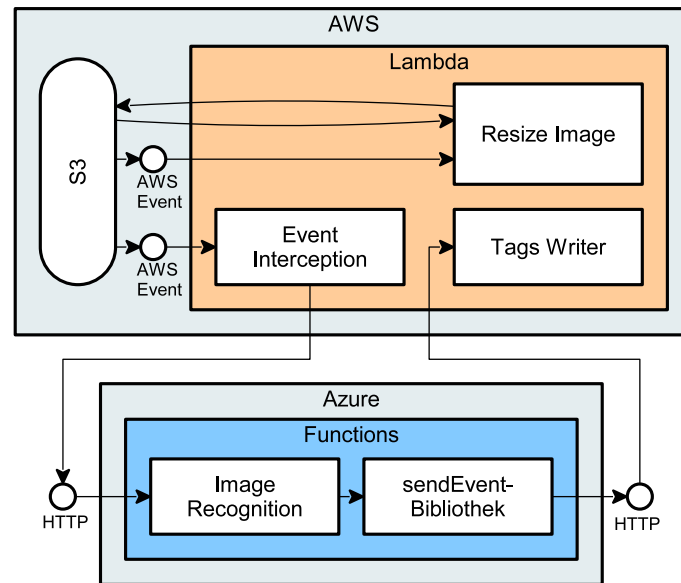 AWS
Lambda
S3
Resize Image
AWS
Event
Event
Interception
Tags Writer
AWS
Event
Azure
Functions
Image
Recognition
sendEvent-
Bibliothek
HTTP
HTTP